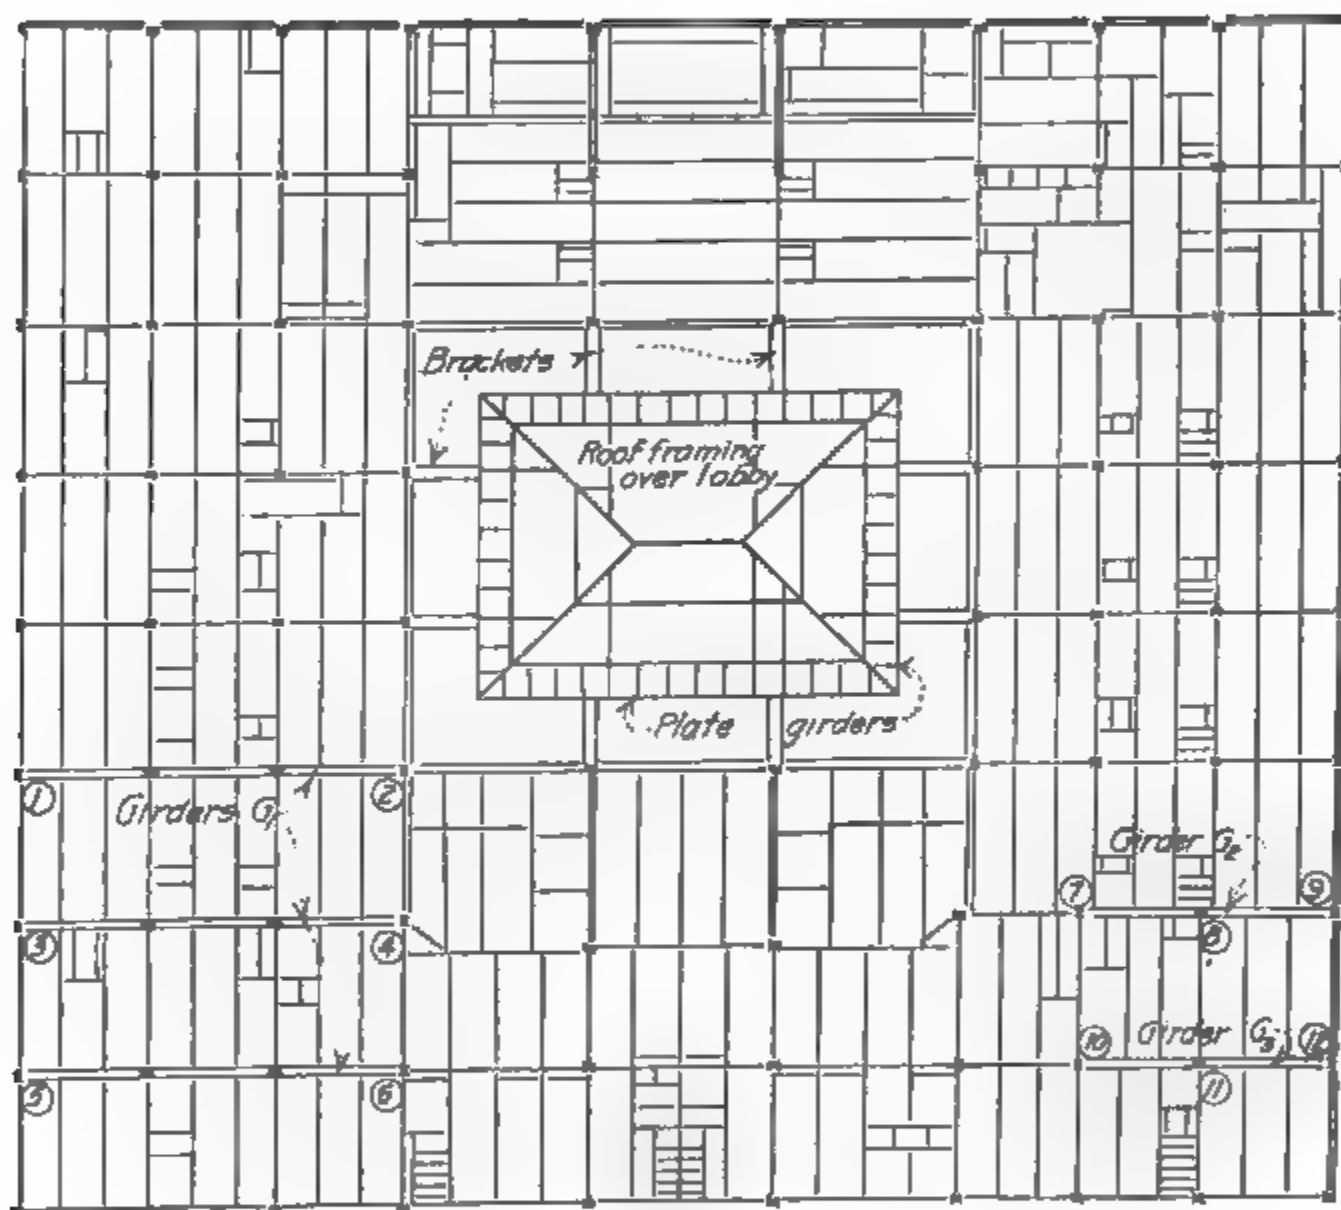 Brackets
Roof framing
over lobby
Plate girders
① ②
Girders G₁
Girder G₂
⑦ ⑨
③ ④ ⑧
⑩ Girder G₃ ⑫
⑤ ⑥ ⑪